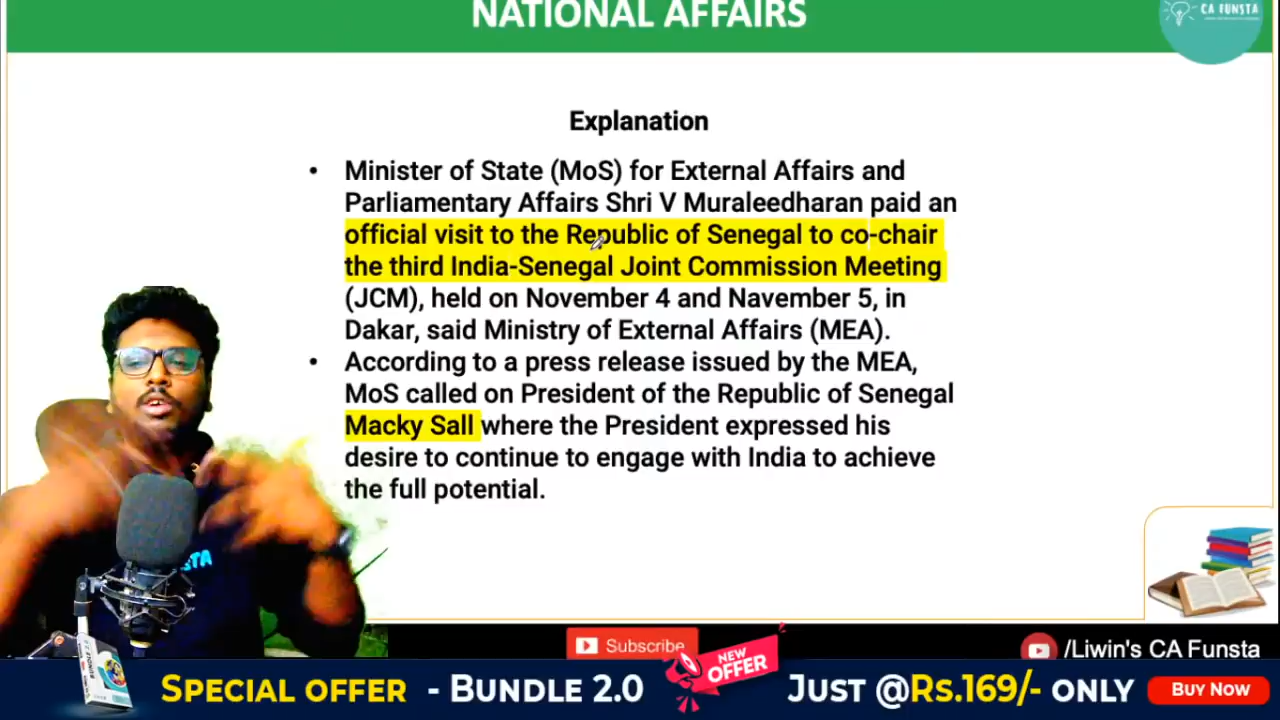 NATIONAL AFFAIRS
CA FUNSTA
Explanation
• Minister of State (MoS) for External Affairs and
Parliamentary Affairs Shri V Muraleedharan paid an
official visit to the Republic of Senegal to co-chair
the third India-Senegal Joint Commission Meeting
(JCM), held on November 4 and Navember 5, in
Dakar, said Ministry of External Affairs (MEA).
• According to a press release issued by the MEA,
MoS called on President of the Republic of Senegal
Macky Sall where the President expressed his
desire to continue to engage with India to achieve
the full potential.
STA
Subscribe
/Liwin's CA Funsta
BUNDLE 2.0
SPECIAL OFFER - BUNDLE 2.0
NEW
OFFER
JUST @Rs.169/- ONLY
Buy Now